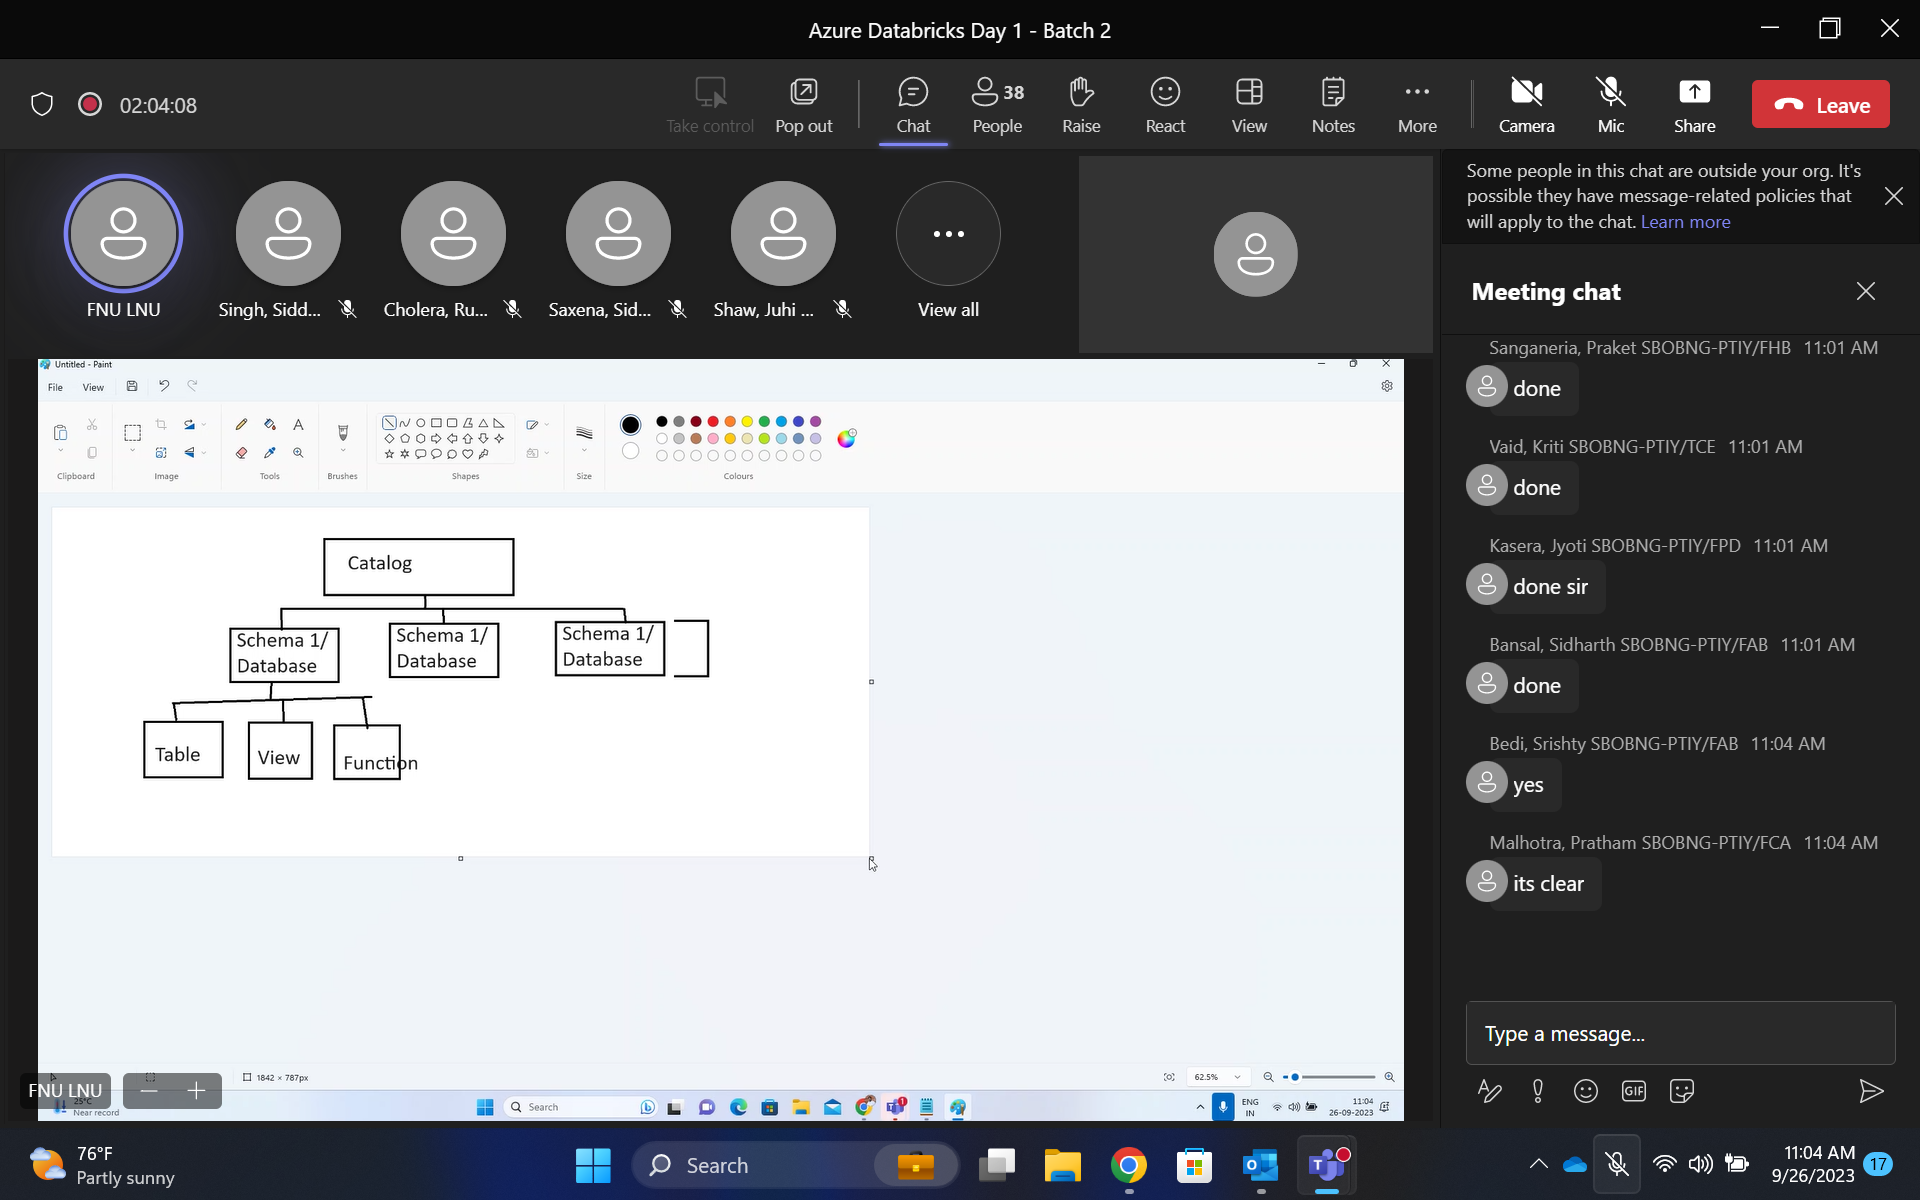 Azure Databricks Day 1 - Batch 2
02:04:08
Take control
Pop out
Chat
38
People
Raise
React
View
Notes
More
Camera
Mic
Share
Leave
FNU LNU
Singh, Sidd...
Cholera, Ru...
Saxena, Sid...
Shaw, Juhi ...
View all
Some people in this chat are outside your org. It's
possible they have message-related policies that
will apply to the chat. Learn more
Meeting chat
Sanganeria, Praket SBOBNG-PTIY/FHB 11:01 AM
done
Vaid, Kriti SBOBNG-PTIY/TCE 11:01 AM
done
Kasera, Jyoti SBOBNG-PTIY/FPD 11:01 AM
done sir
Bansal, Sidharth SBOBNG-PTIY/FAB 11:01 AM
done
Bedi, Srishty SBOBNG-PTIY/FAB 11:04 AM
yes
Malhotra, Pratham SBOBNG-PTIY/FCA 11:04 AM
its clear
Type a message...
GIF
Untitled - Paint
File View
Clipboard
Image
Tools
Brushes
Shapes
Size
Colours
Catalog
Schema 1/
Database
Schema 1/
Database
Schema 1/
Database
Table
View
Function
1842 × 787px
62.5%
FNU LNU
25°C
Near record
Search
1
ENG
IN
11:04
26-09-2023
76°F
Partly sunny
Search
11:04 AM
9/26/2023
17